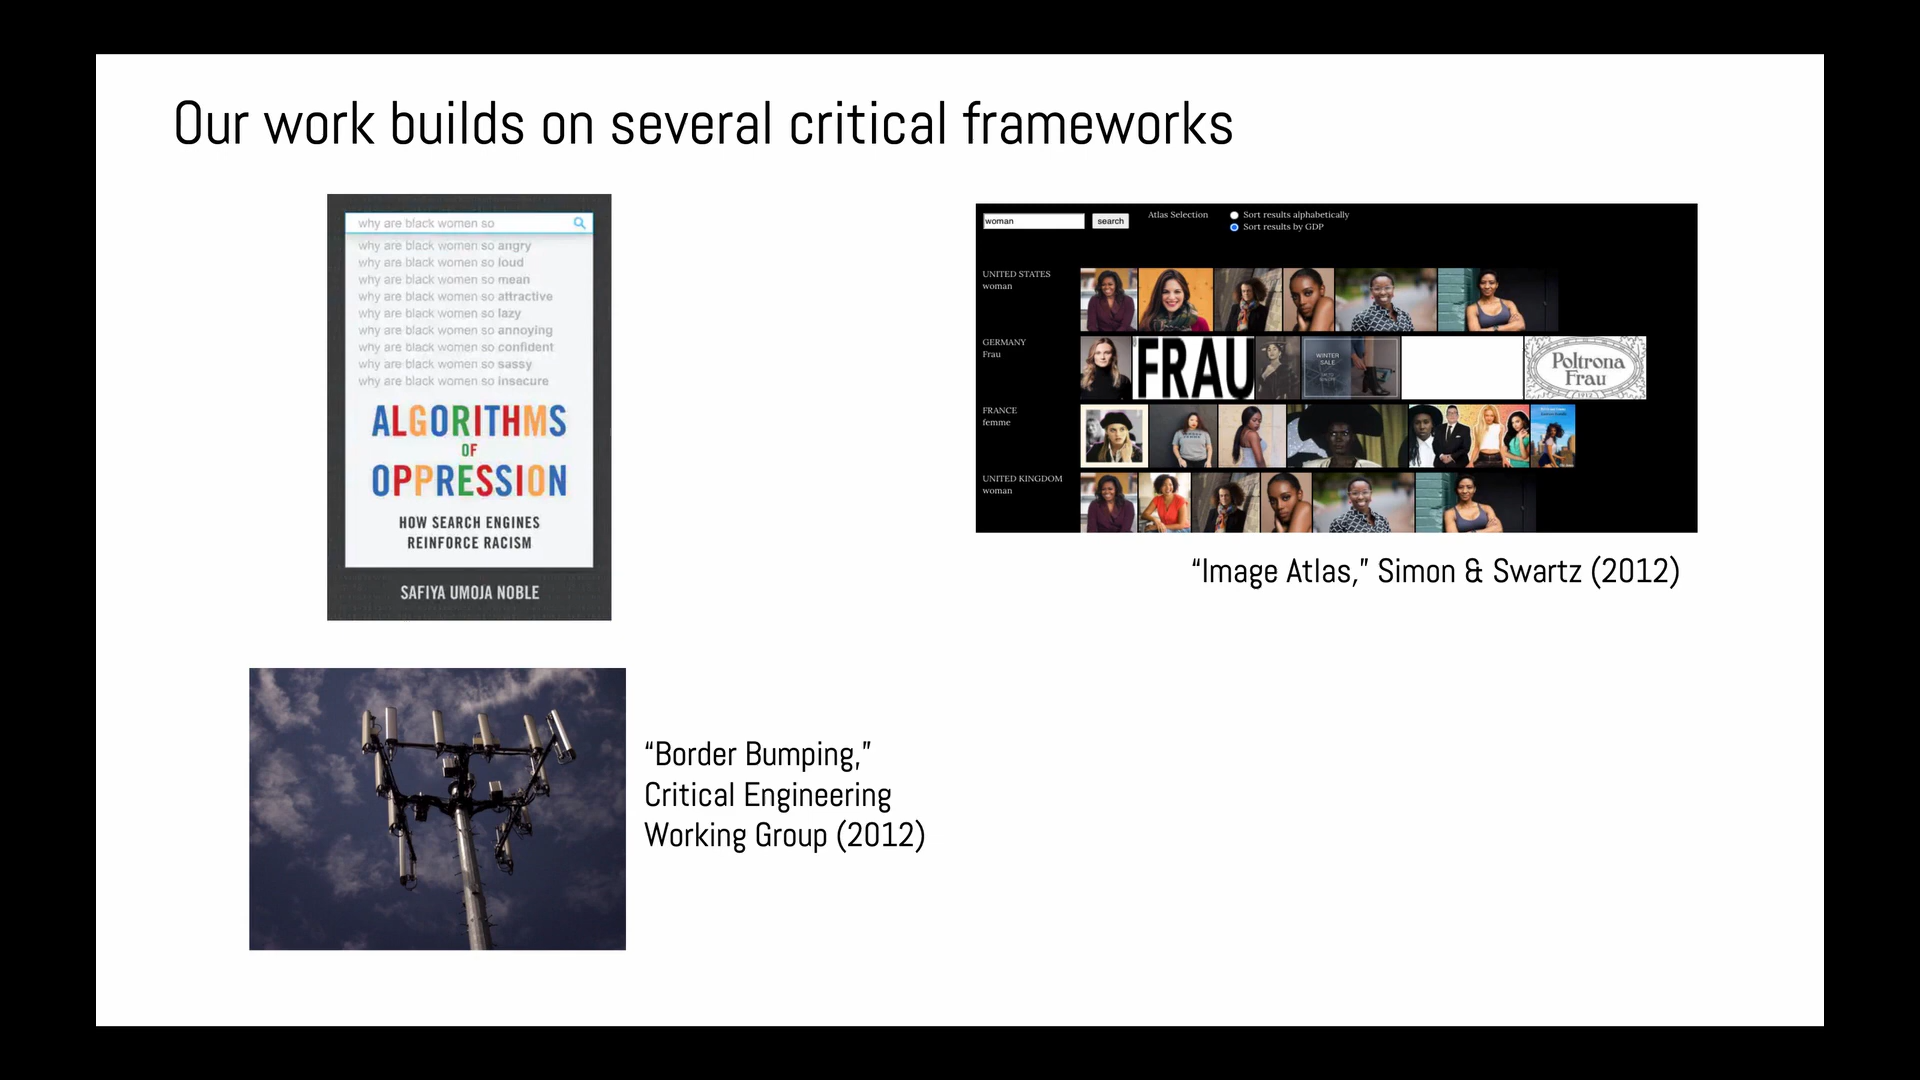 Our work builds on several critical frameworks
why are black women so
why are black women so angry
why are black women so loud
why are black women so mean
why are black women so attractive
why are black women so lazy
why are black women so annoying
why are black women so confident
why are black women so sassy
why are black women so insecure
ALGORITHMS
OF
OPPRESSION
HOW SEARCH ENGINES
REINFORCE RACISM
SAFIYA UMOJA NOBLE
woman
search
Atlas Selection
Sort results alphabetically
Sort results by GDP
UNITED STATES
woman
GERMANY
Frau
FRAU
WINTER
SALE
Poltrona
Frau
1912
FRANCE
femme
UNITED KINGDOM
woman
“Image Atlas,” Simon & Swartz (2012)
“Border Bumping,”
Critical Engineering
Working Group (2012)